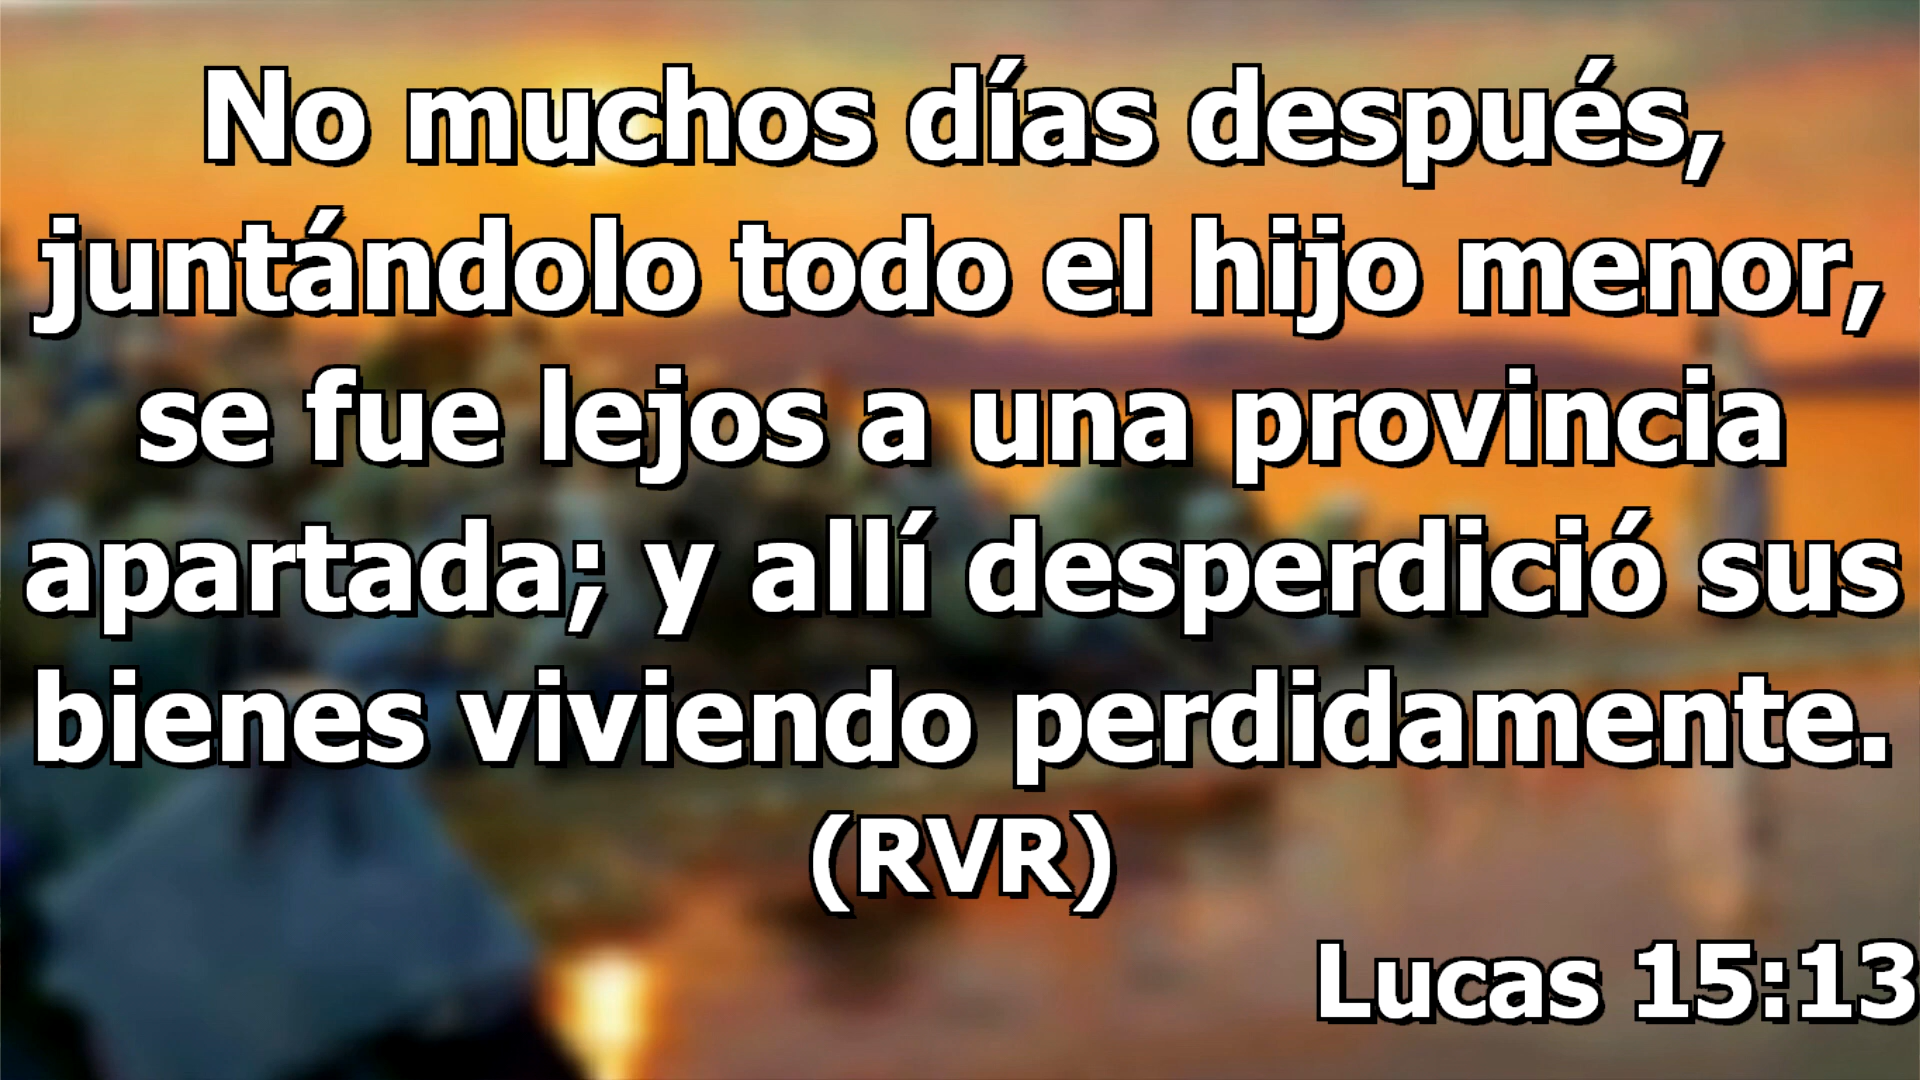 No muchos días después,
juntándolo todo el hijo menor,
se fue lejos a una provincia
apartada; y allí desperdició sus
bienes viviendo perdidamente.
(RVR)
Lucas 15:13